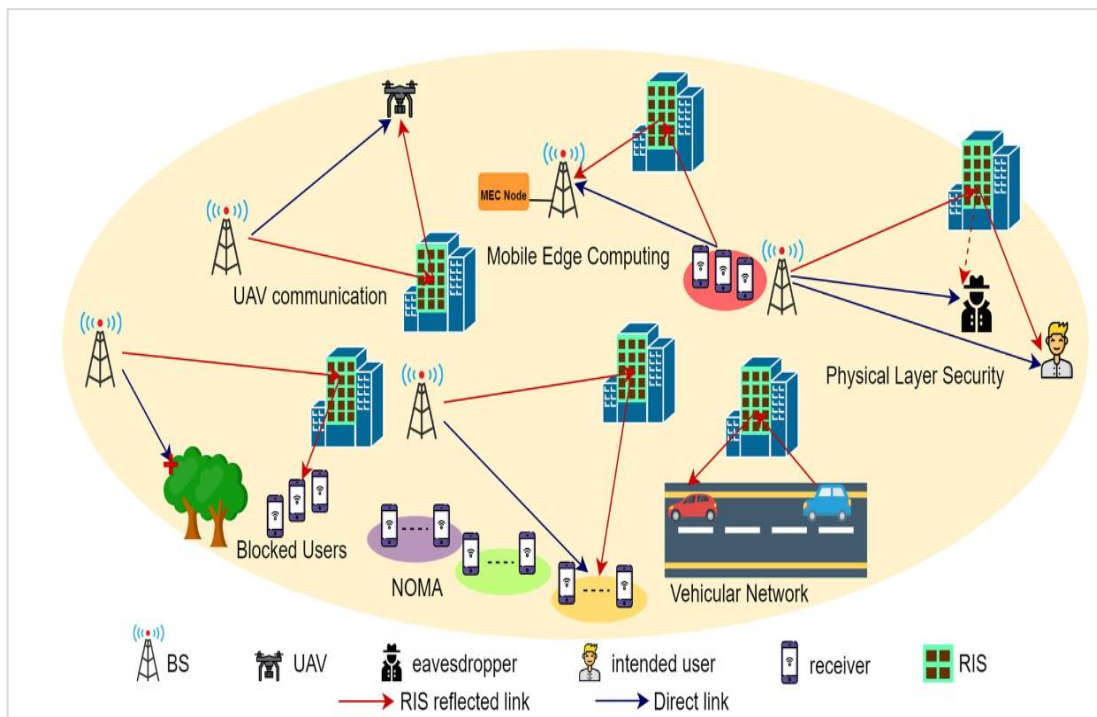 MEC Node
Mobile Edge Computing
UAV communication
Physical Layer Security
Blocked Users
NOMA
Vehicular Network
BS
UAV
eavesdropper
intended user
receiver
RIS
RIS reflected link
Direct link